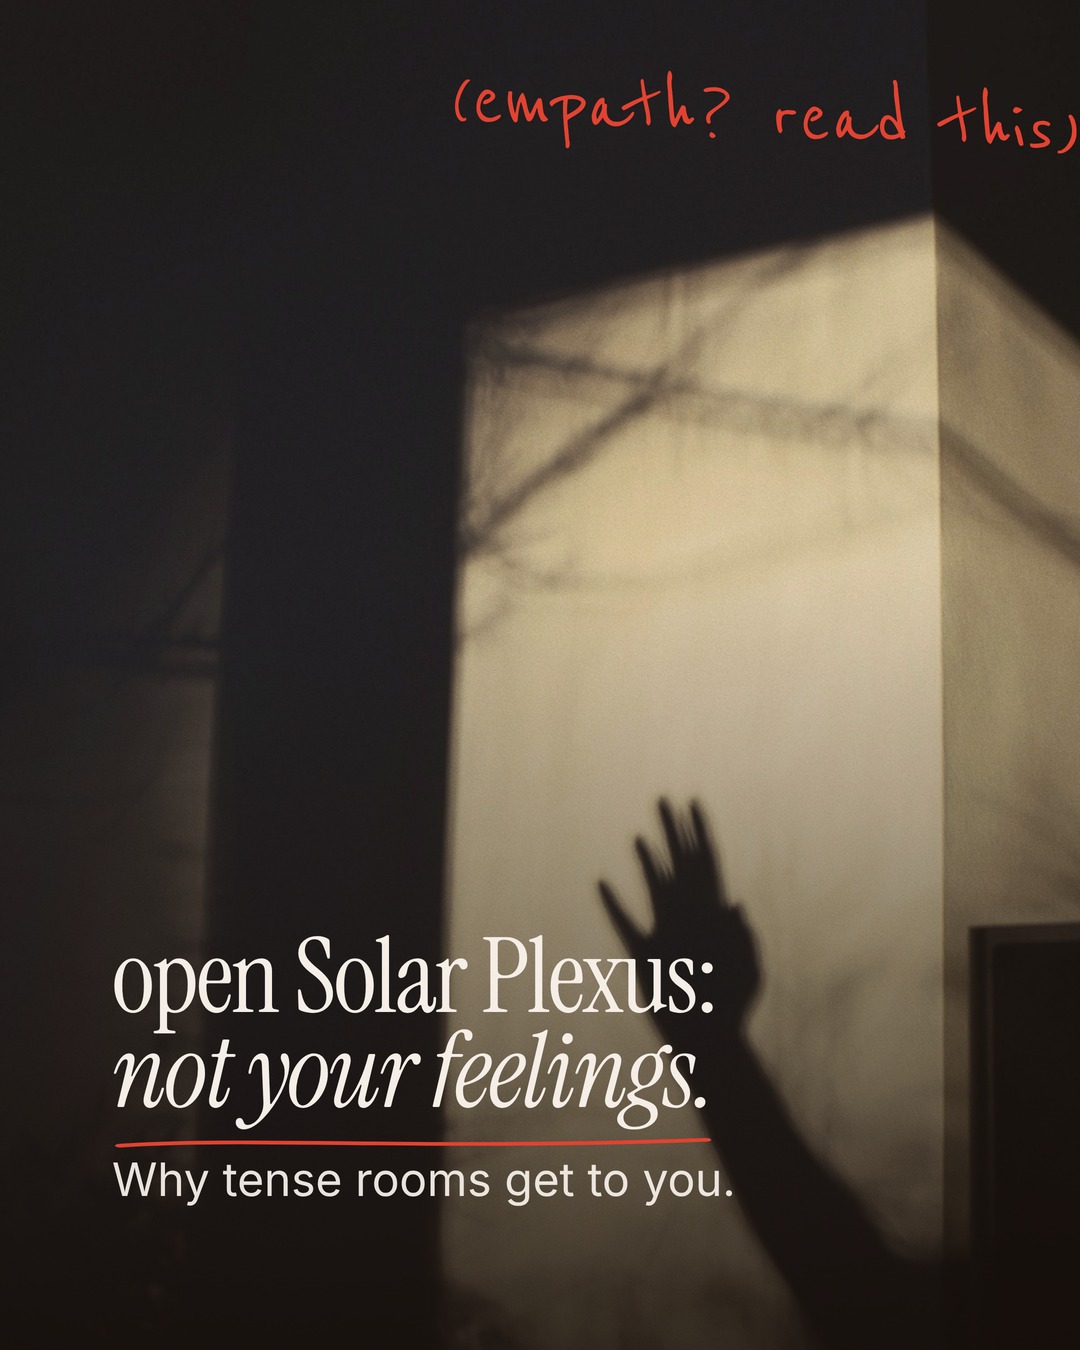 (empath? read this)
open Solar Plexus:
not your feelings.
Why tense rooms get to you.